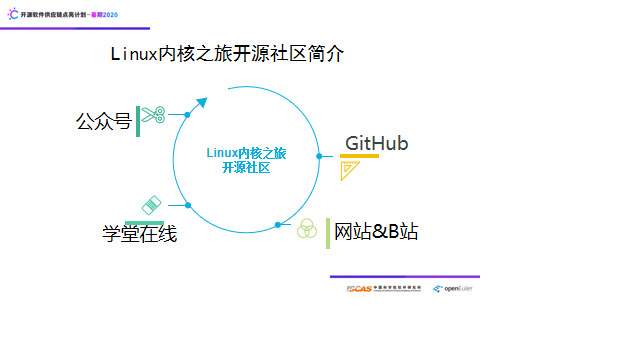 开源软件供应链点亮计划-暑期2020
Linux内核之旅开源社区简介
公众号
GitHub
Linux内核之旅
开源社区
学堂在线
网站&B站
ISCAS 中国科学院软件研究所
openEuler